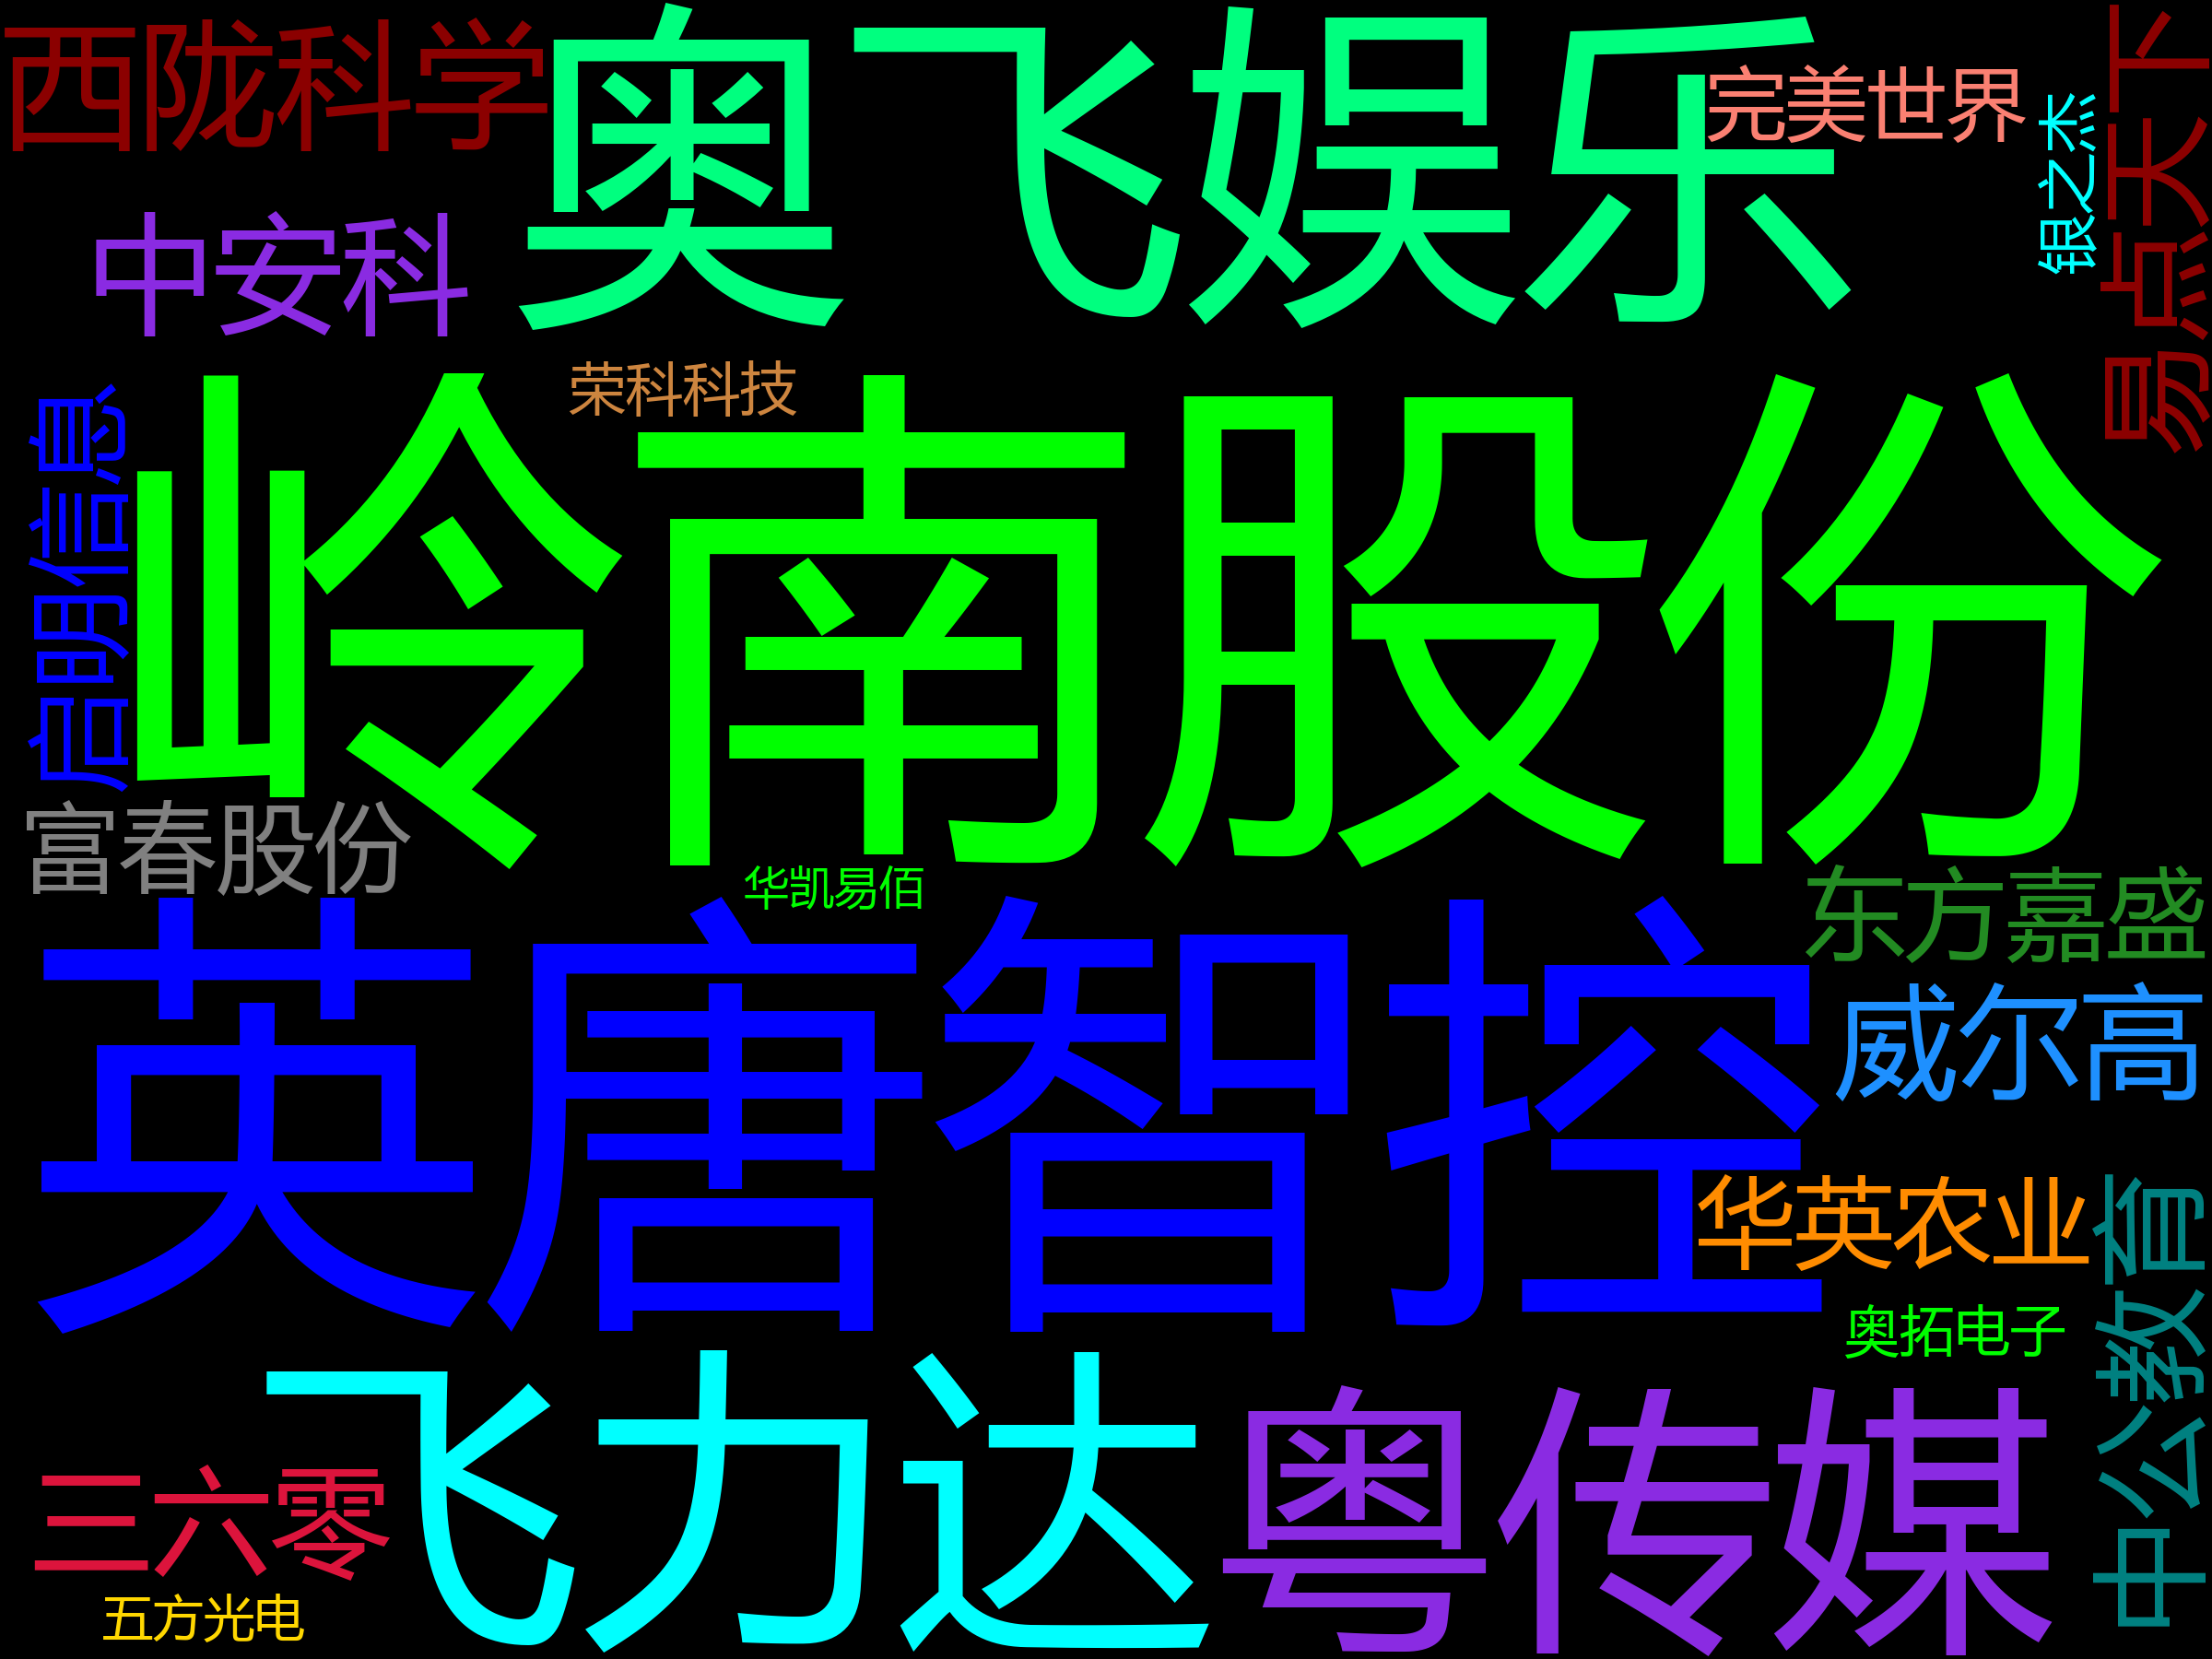 西陇科学
奥飞娱乐
完美世界
银之杰
易点天下
中安科
荣科科技
启明信息
岭南股份
富春股份
华凯易佰
东方嘉盛
英唐智控
威尔高
华英农业
中公教育
奥拓电子
飞力达
粤传媒
三六零
五方光电